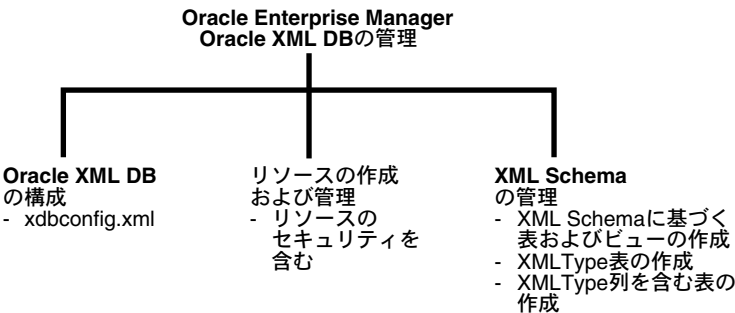 Oracle Enterprise Manager
Oracle XML DBの管理
Oracle XML DB
の構成
- xdbconfig.xml
リソースの作成
および管理
- リソースの
セキュリティを
含む
XML Schema
の管理
- XML Schemaに基づく
表およびビューの作成
- XMLType表の作成
- XMLType列を含む表の
作成